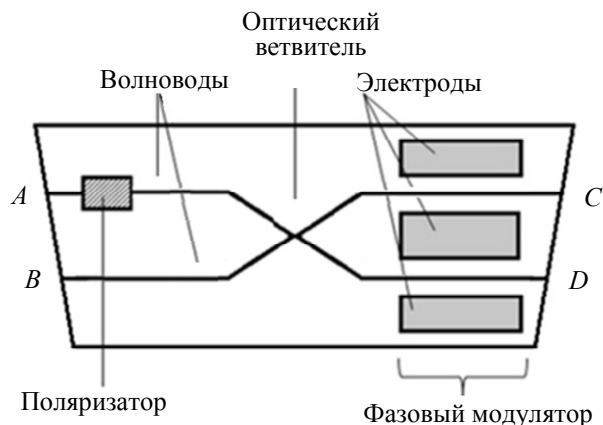 Оптический
ветвитель
Волноводы
Электроды
A
C
B
D
Поляризатор
Фазовый модулятор